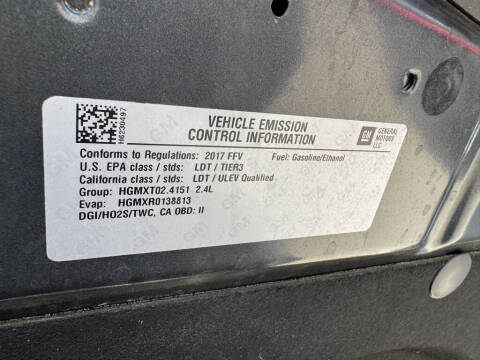 H6230497
VEHICLE EMISSION
CONTROL INFORMATION
GM
GENERAL
MOTORS
LLC
Conforms to Regulations: 2017 FFV Fuel: Gasoline/Ethanol
U.S. EPA class / stds: LDT / TIER3
California class / stds: LDT / ULEV Qualified
Group: HGMXT02.4151 2.4L
Evap: HGMXR0138813
DGI/HO2S/TWC, CA OBD: II